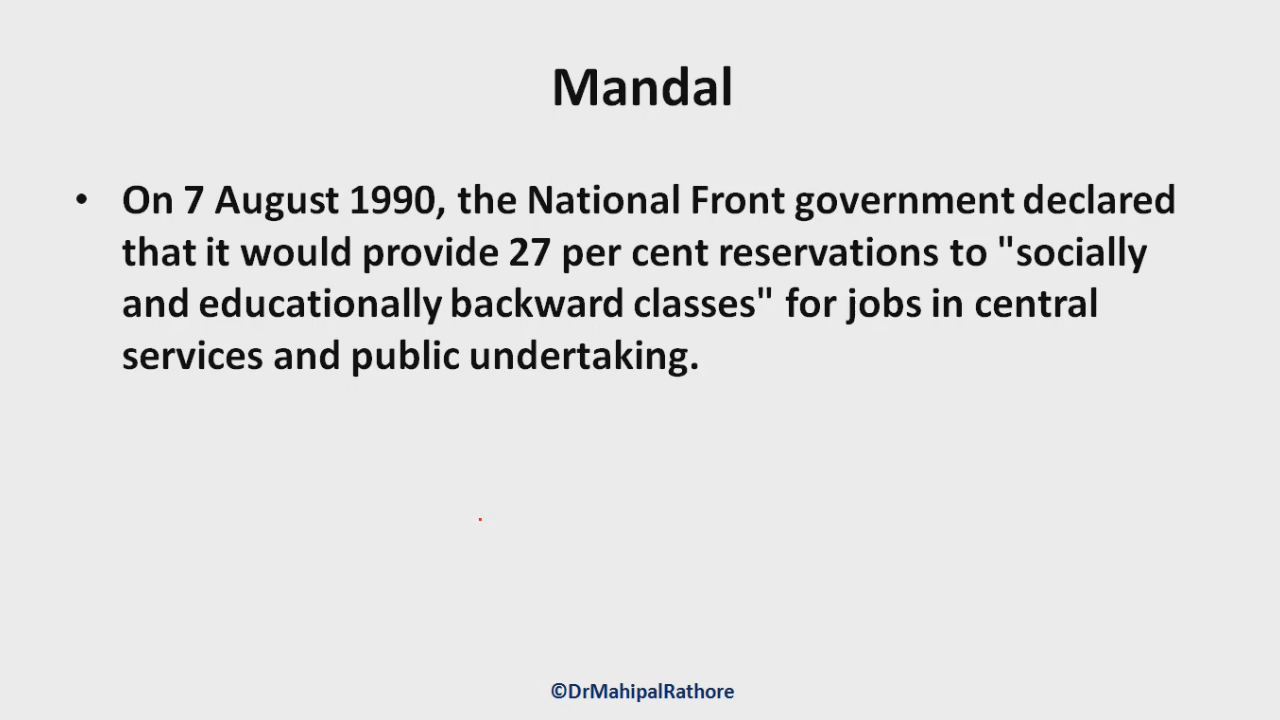 Mandal
• On 7 August 1990, the National Front government declared
that it would provide 27 per cent reservations to "socially
and educationally backward classes" for jobs in central
services and public undertaking.
©DrMahipalRathore